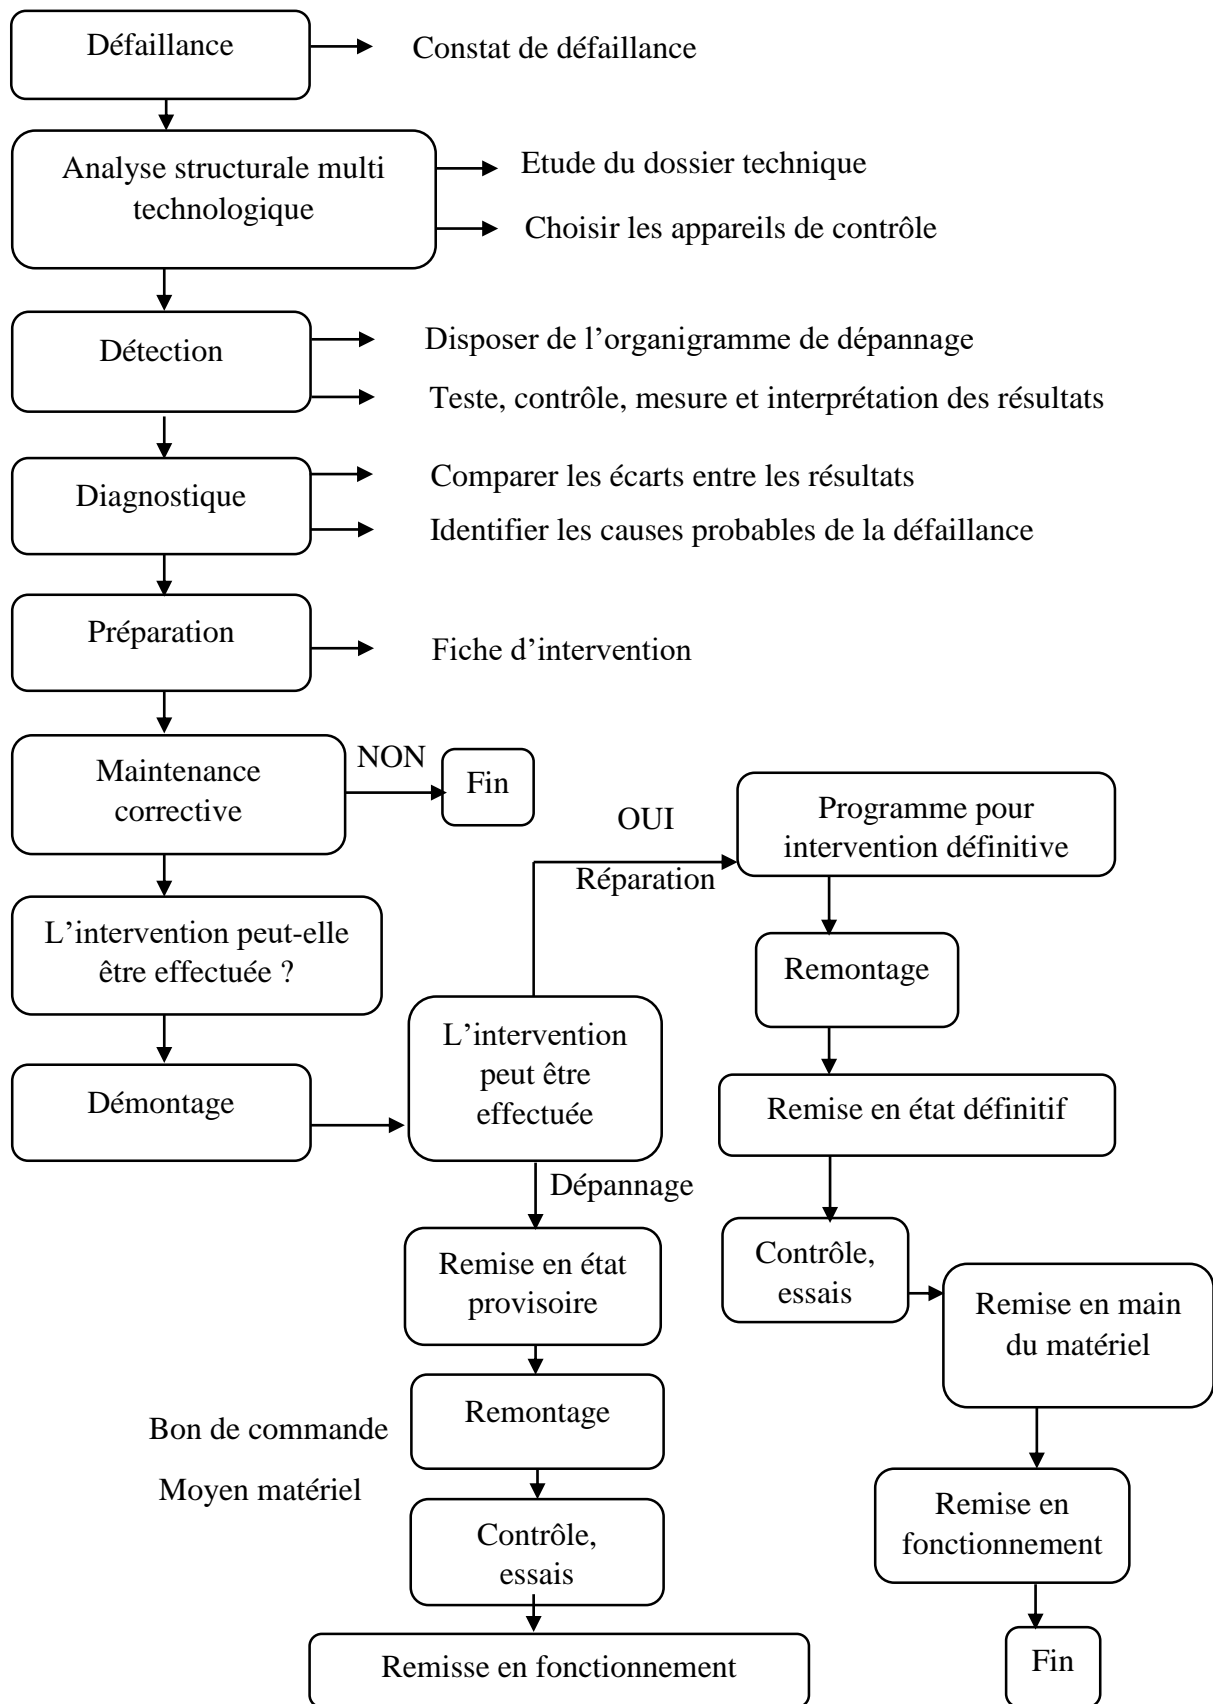 Défaillance
Constat de défaillance
Analyse structurale multi
technologique
Etude du dossier technique
Choisir les appareils de contrôle
Détection
Disposer de l’organigramme de dépannage
Teste, contrôle, mesure et interprétation des résultats
Diagnostique
Comparer les écarts entre les résultats
Identifier les causes probables de la défaillance
Préparation
Fiche d’intervention
Maintenance
corrective
NON
Fin
L’intervention peut-elle
être effectuée ?
Démontage
L’intervention
peut être
effectuée
OUI
Réparation
Programme pour
intervention définitive
Remontage
Remise en état définitif
Contrôle,
essais
Remise en main
du matériel
Remise en
fonctionnement
Fin
Dépannage
Remise en état
provisoire
Remontage
Bon de commande
Moyen matériel
Contrôle,
essais
Remisse en fonctionnement